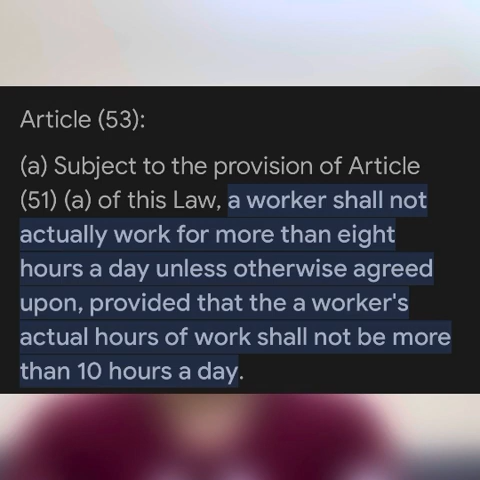 Article (53):
(a) Subject to the provision of Article
(51) (a) of this Law, a worker shall not
actually work for more than eight
hours a day unless otherwise agreed
upon, provided that the a worker's
actual hours of work shall not be more
than 10 hours a day.